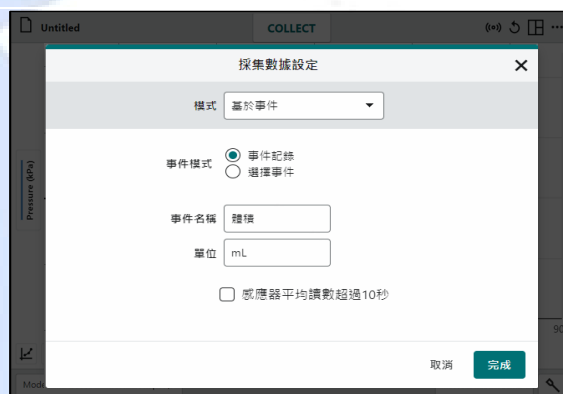 Untitled
COLLECT
採集數據設定
模式
基於事件
事件模式
事件記錄
選擇事件
Pressure (kPa)
事件名稱
體積
單位
mL
感應器平均讀數超過10秒
90
取消
完成
Mode